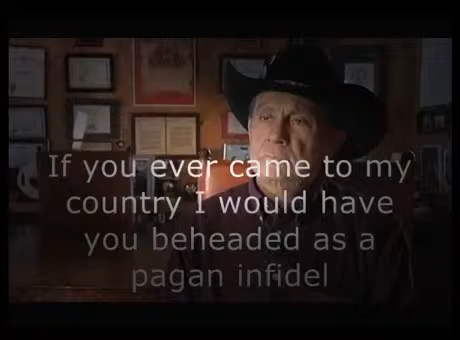 If you ever came to my
country I would have
you beheaded as a
pagan infidel